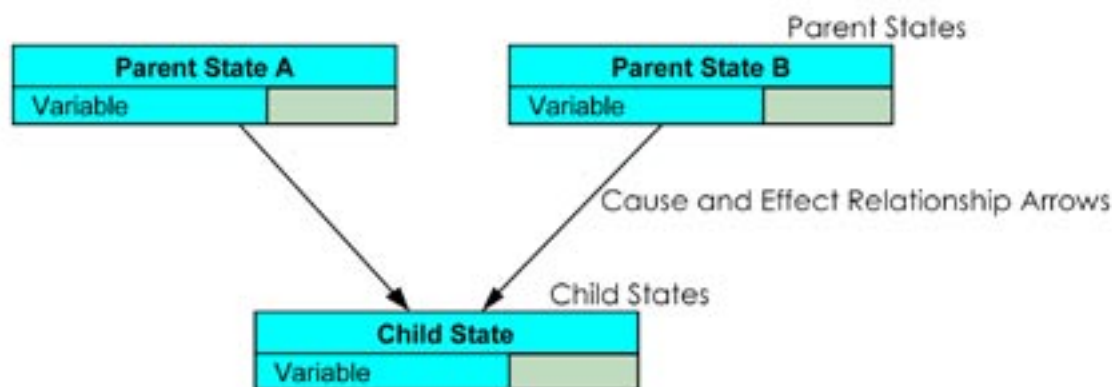 Parent States
Parent State A
Variable
Parent State B
Variable
Cause and Effect Relationship Arrows
Child States
Child State
Variable